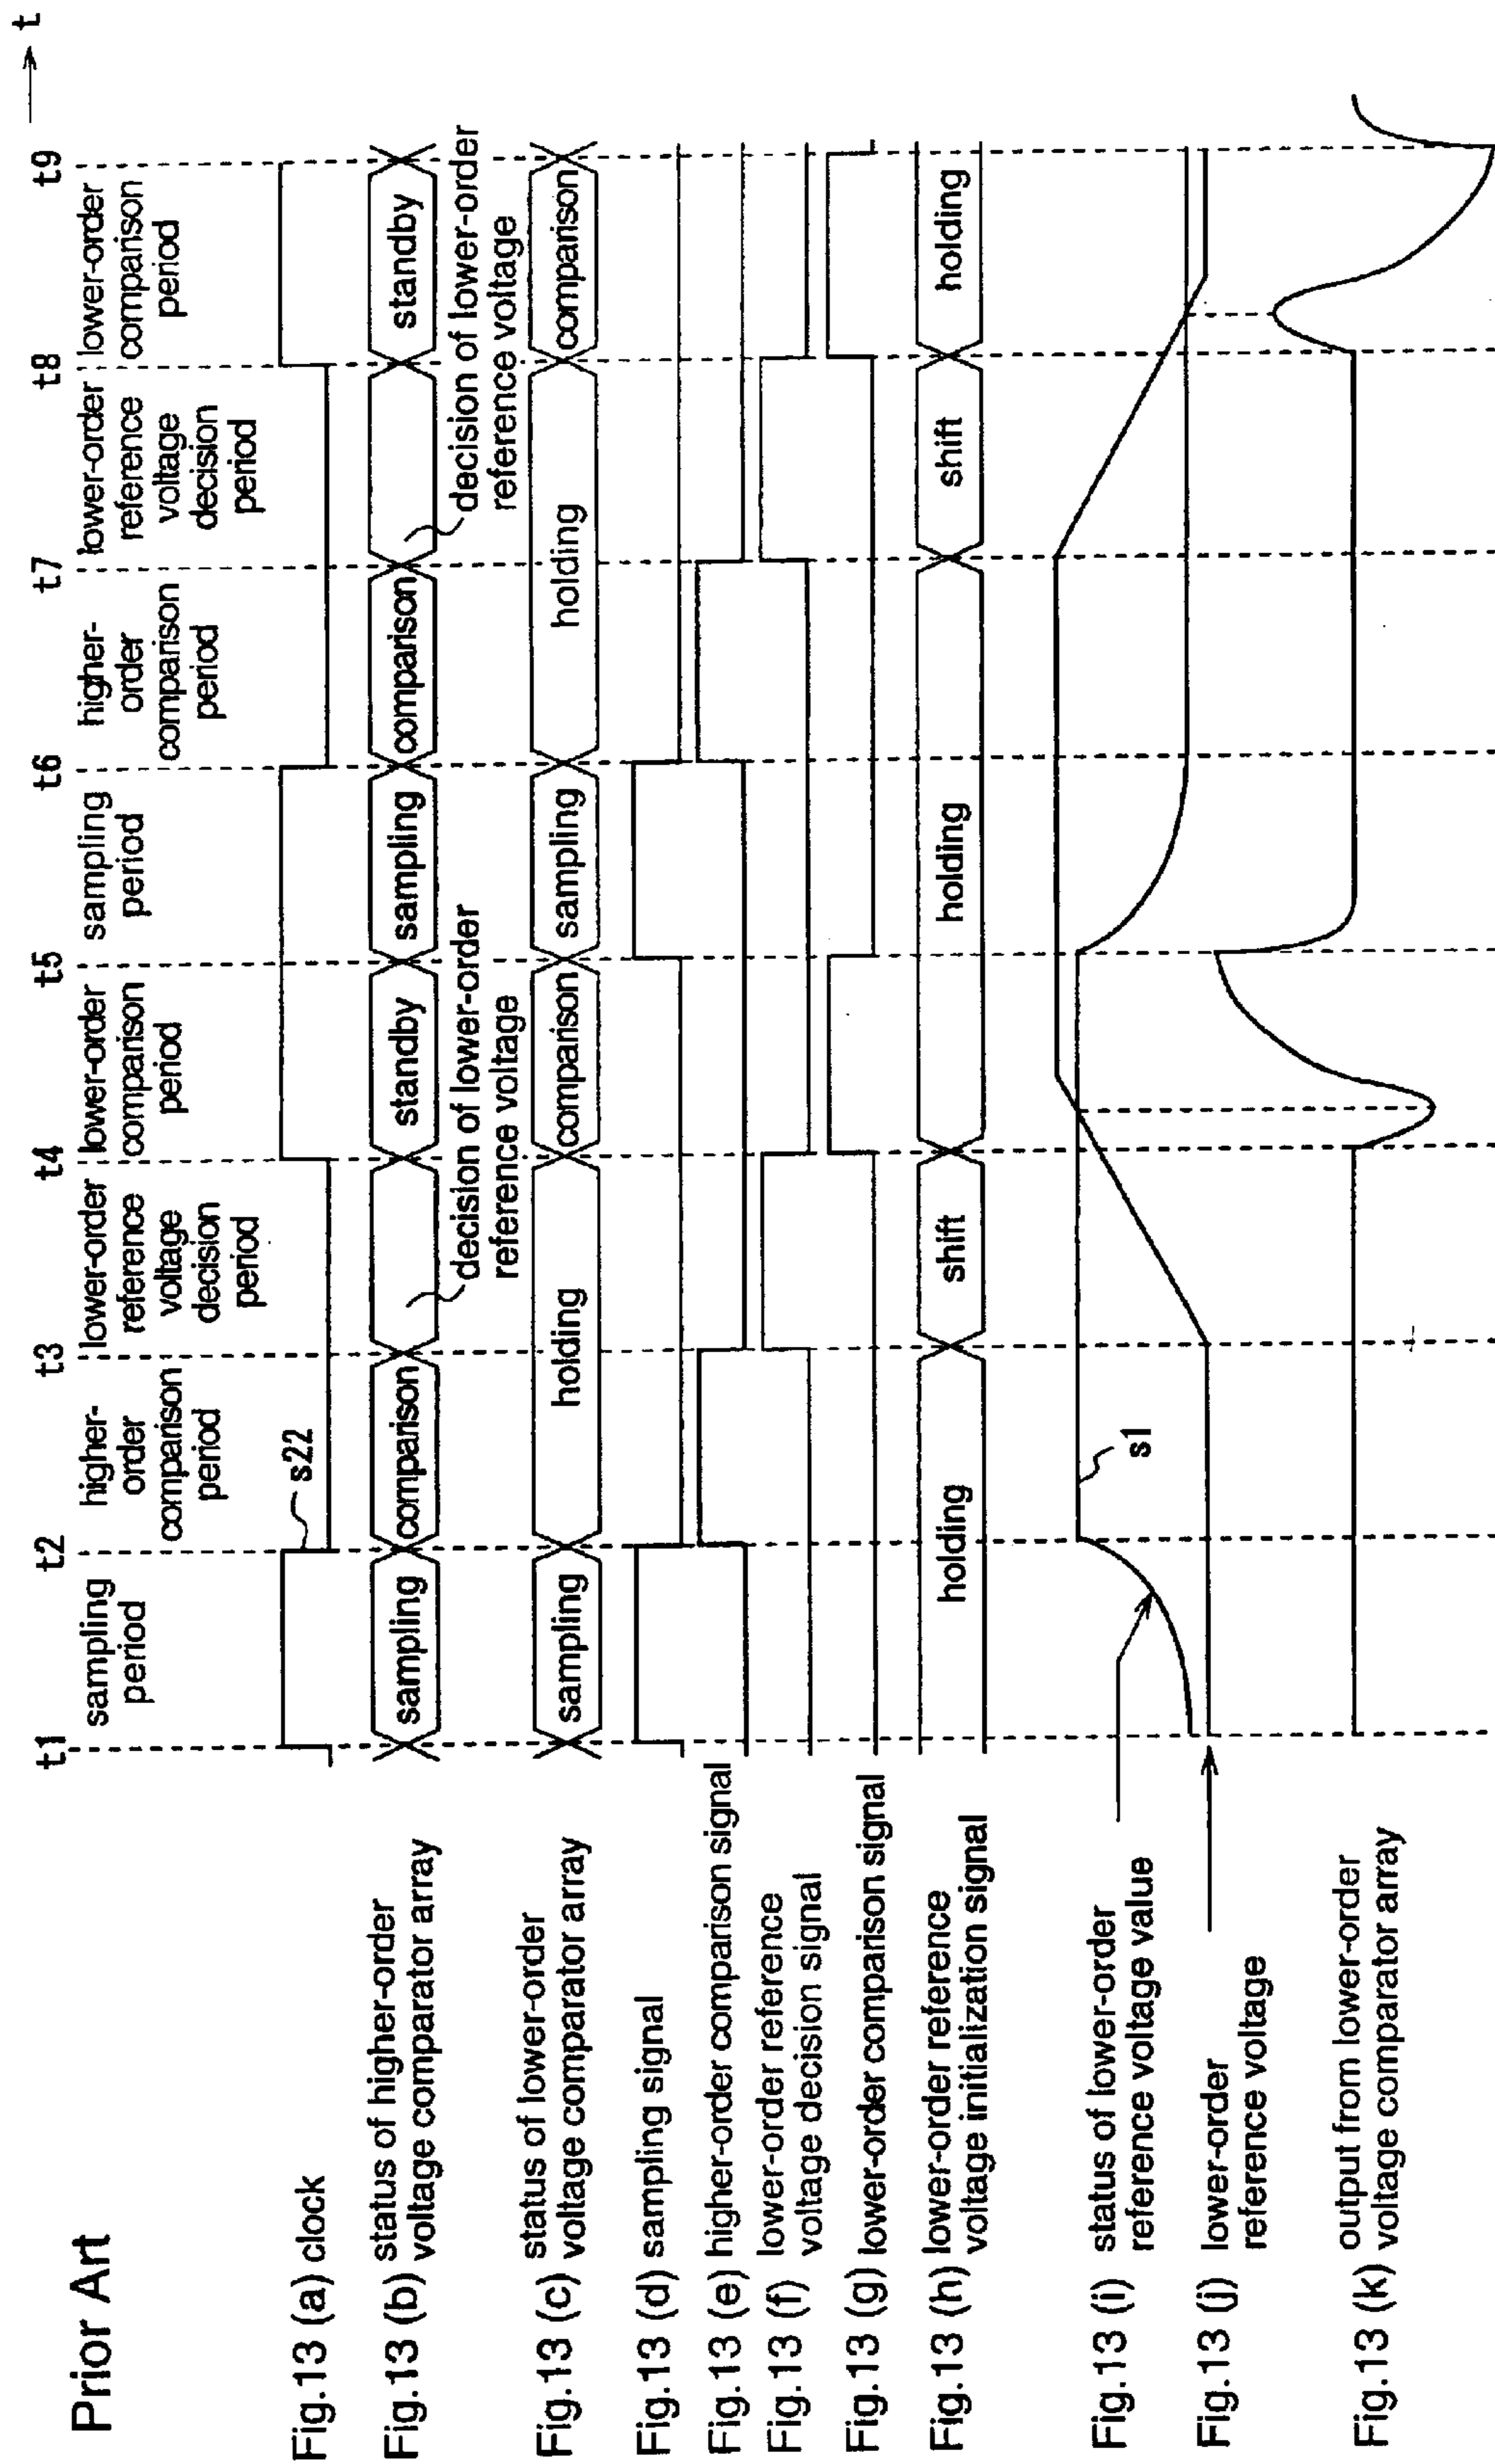 Prior Art
t
t1
t2
t3
t4
t5
t6
t7
t8
t9
sampling
period
higher-
order
comparison
period
lower-order
reference
voltage
decision
period
lower-order
comparison
period
sampling
period
higher-
order
comparison
period
lower-order
reference
voltage
decision
period
lower-order
comparison
period
Fig.13 (a) clock
s22
Fig.13 (b) status of higher-order
voltage comparator array
sampling
comparison
standby
sampling
comparison
standby
decision of lower-order
reference voltage
decision of lower-order
reference voltage
Fig.13 (c) status of lower-order
voltage comparator array
sampling
holding
comparison
sampling
holding
comparison
Fig.13 (d) sampling signal
Fig.13 (e) higher-order comparison signal
Fig.13 (f) lower-order reference
voltage decision signal
Fig.13 (g) lower-order comparison signal
Fig.13 (h) lower-order reference
voltage initialization signal
holding
shift
holding
shift
holding
Fig.13 (i) status of lower-order
reference voltage value
s1
Fig.13 (j) lower-order
reference voltage
Fig.13 (k) output from lower-order
voltage comparator array